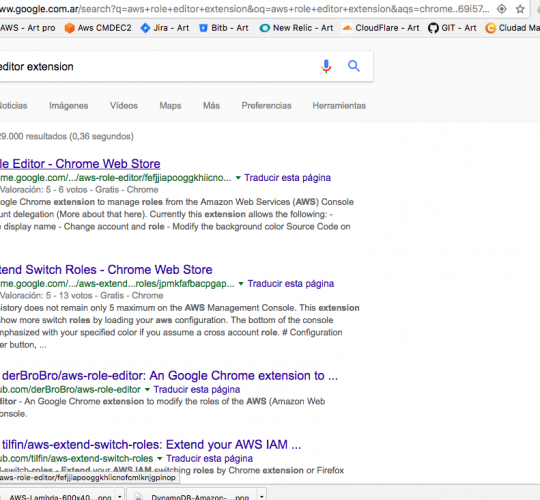 ww.google.com.ar/search?q=aws+role+editor+extension&oq=aws+role+editor+extension&aqs=chrome..69i57...
AWS - Art pro Aws CMDEC2 Jira - Art Bitb - Art New Relic - Art CloudFlare - Art GIT - Art Ciudad Ma
editor extension
Noticias Imágenes Vídeos Maps Más Preferencias Herramientas
29.000 resultados (0,36 segundos)
le Editor - Chrome Web Store
me.google.com/.../aws-role-editor/fefjjiapooggkhiicno... Traducir esta página
Valoración: 5 - 6 votos - Gratis - Chrome
ogle Chrome extension to manage roles from the Amazon Web Services (AWS) Console
unt delegation (More about that here). Currently this extension allows the following: -
e display name - Change account and role - Modify the background color Source Code on
tend Switch Roles - Chrome Web Store
me.google.com/.../aws-extend...roles/jpmkfafbacpgap... Traducir esta página
Valoración: 5 - 13 votos - Gratis - Chrome
history does not remain only 5 maximum on the AWS Management Console. This extension
show more switch roles by loading your aws configuration. The bottom of the console
mphasized with your specified color if you assume a cross account role. # Configuration
er button, ...
derBroBro/aws-role-editor: An Google Chrome extension to ...
ub.com/derBroBro/aws-role-editor Traducir esta página
ditor - An Google Chrome extension to modify the roles of the AWS (Amazon Web
onsole.
tilfin/aws-extend-switch-roles: Extend your AWS IAM ...
ub.com/tilfin/aws-extend-switch-roles Traducir esta página
d-switch-roles - Extend your AWS IAM switching roles by Chrome extension or Firefox
aws-role-editor/fefjjiapooggkhiicnofcmlknjgpinop
AWS-Lambda-600x40....png DynamoDB-Amazon-....png